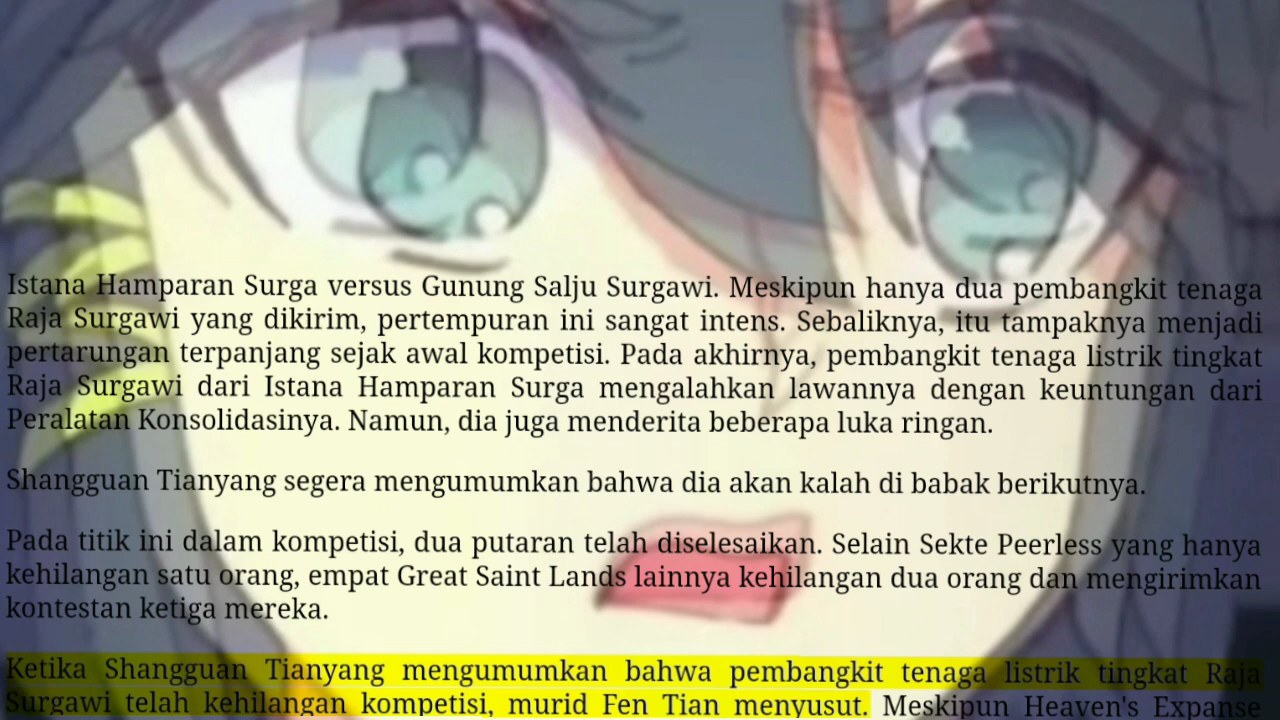 Istana Hamparan Surga versus Gunung Salju Surgawi. Meskipun hanya dua pembangkit tenaga
Raja Surgawi yang dikirim, pertempuran ini sangat intens. Sebaliknya, itu tampaknya menjadi
pertarungan terpanjang sejak awal kompetisi. Pada akhirnya, pembangkit tenaga listrik tingkat
Raja Surgawi dari Istana Hamparan Surga mengalahkan lawannya dengan keuntungan dari
Peralatan Konsolidasinya. Namun, dia juga menderita beberapa luka ringan.
Shangguan Tianyang segera mengumumkan bahwa dia akan kalah di babak berikutnya.
Pada titik ini dalam kompetisi, dua putaran telah diselesaikan. Selain Sekte Peerless yang hanya
kehilangan satu orang, empat Great Saint Lands lainnya kehilangan dua orang dan mengirimkan
kontestan ketiga mereka.
Ketika Shangguan Tianyang mengumumkan bahwa pembangkit tenaga listrik tingkat Raja
Surgawi telah kehilangan kompetisi, murid Fen Tian menyusut. Meskipun Heaven's Expanse